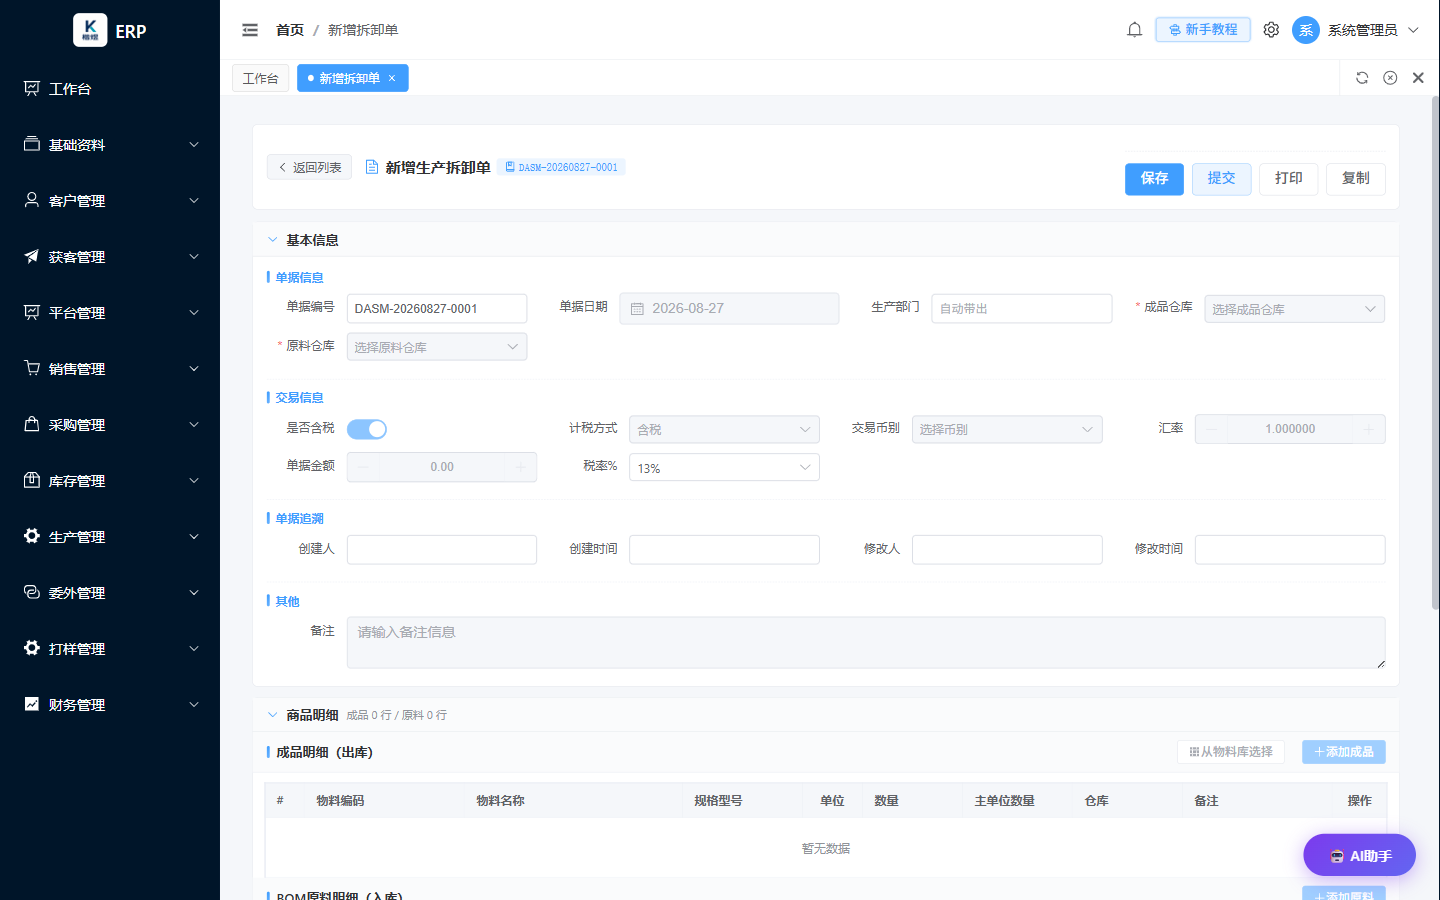 K
ERP
工作台
基础资料
客户管理
获客管理
平台管理
销售管理
采购管理
库存管理
生产管理
委外管理
打样管理
财务管理
首页 / 新增拆卸单
新手教程
系 系统管理员
工作台
新增拆卸单 ×
返回列表
新增生产拆卸单
DASM-20260827-0001
保存
提交
打印
复制
基本信息
单据信息
单据编号 DASM-20260827-0001
单据日期 2026-08-27
生产部门 自动带出
* 成品仓库 选择成品仓库
* 原料仓库 选择原料仓库
交易信息
是否含税
计税方式 含税
交易币别 选择币别
汇率 1.000000
单据金额 0.00
税率% 13%
单据追溯
创建人
创建时间
修改人
修改时间
其他
备注 请输入备注信息
商品明细 成品 0 行 / 原料 0 行
成品明细（出库）
从物料库选择
+添加成品
# 物料编码 物料名称 规格型号 单位 数量 主单位数量 仓库 备注 操作
暂无数据
AI助手
BOM原料明细（入库）
+添加原料